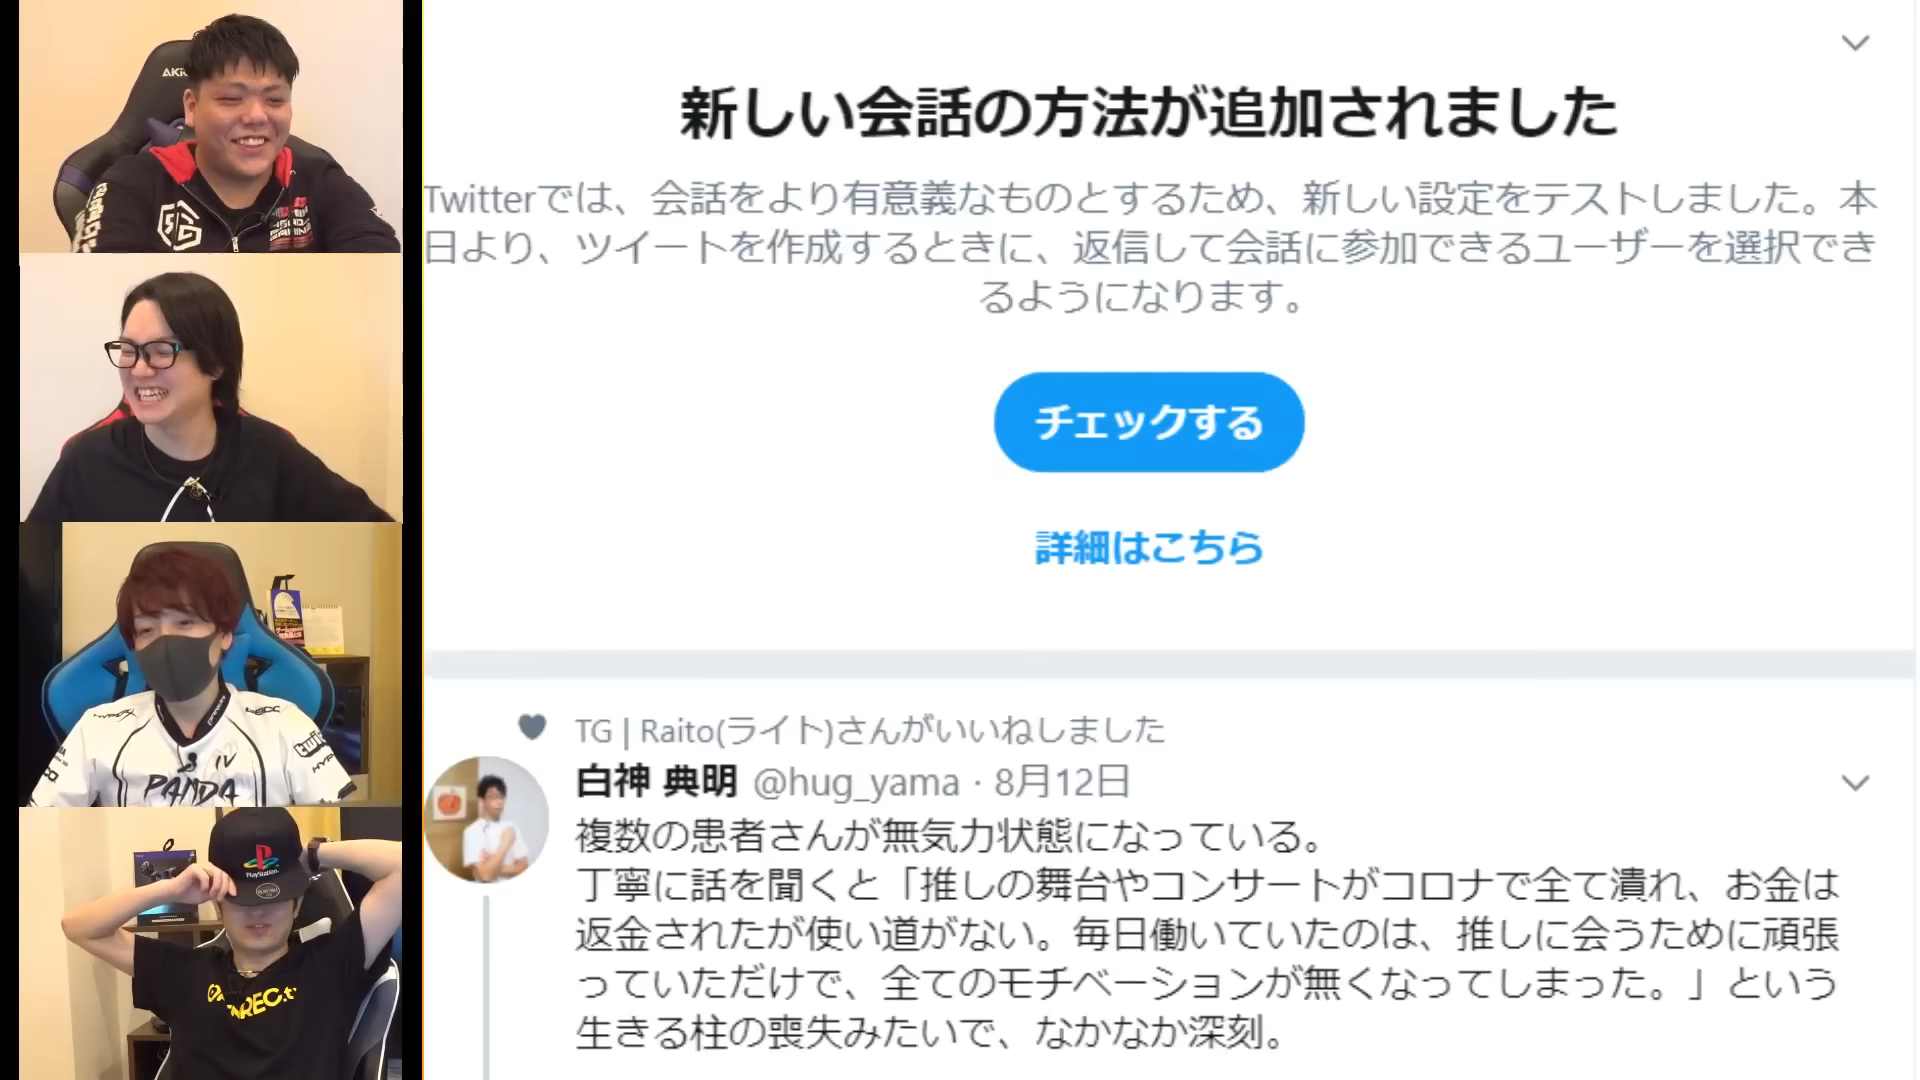 新しい会話の方法が追加されました
Twitterでは、会話をより有意義なものとするため、新しい設定をテストしました。本
日より、ツイートを作成するときに、返信して会話に参加できるユーザーを選択でき
るようになります。
チェックする
詳細はこちら
TG | Raito(ライト)さんがいいねしました
白神 典明 @hug_yama · 8月12日
複数の患者さんが無気力状態になっている。
丁寧に話を聞くと「推しの舞台やコンサートがコロナで全て潰れ、お金は
返金されたが使い道がない。毎日働いていたのは、推しに会うために頑張
っていただけで、全てのモチベーションが無くなってしまった。」という
生きる柱の喪失みたいで、なかなか深刻。
HYPERX
GEICO
PANDA
PlayStation